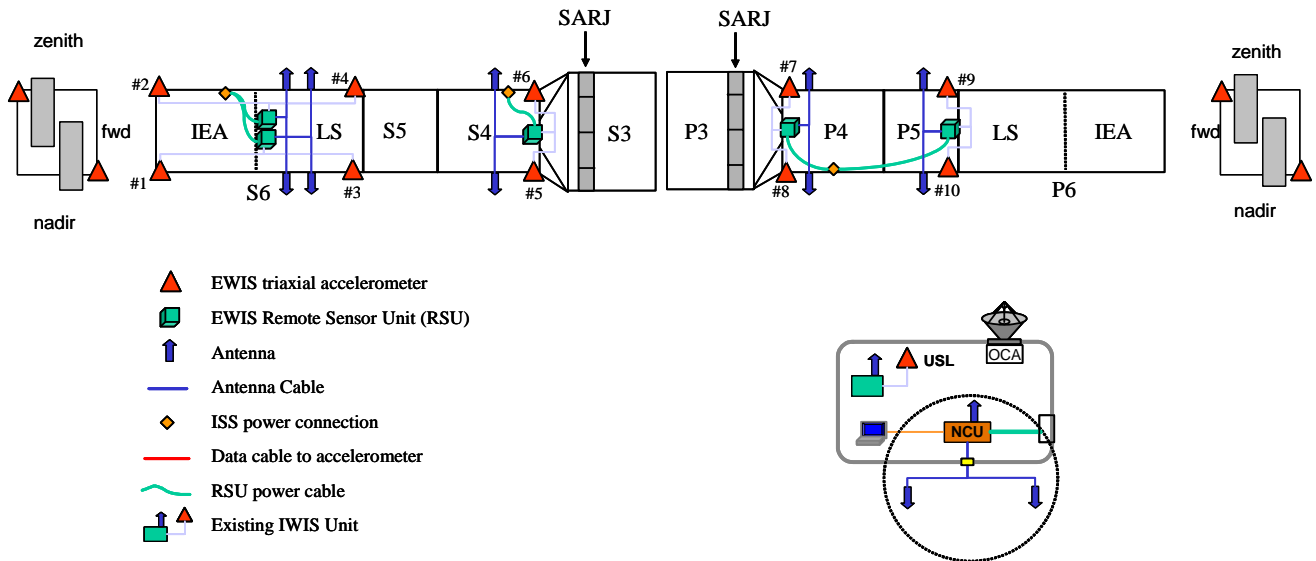 SARJ
SARJ
zenith
fwd
nadir
#2
#4
#6
IEA
LS
S5
S4
S3
#1
S6
#3
#5
#7
#9
P3
P4
P5
LS
IEA
#8
#10
P6
zenith
fwd
nadir
EWIS triaxial accelerometer
EWIS Remote Sensor Unit (RSU)
Antenna
Antenna Cable
ISS power connection
Data cable to accelerometer
RSU power cable
Existing IWIS Unit
OCA
USL
NCU